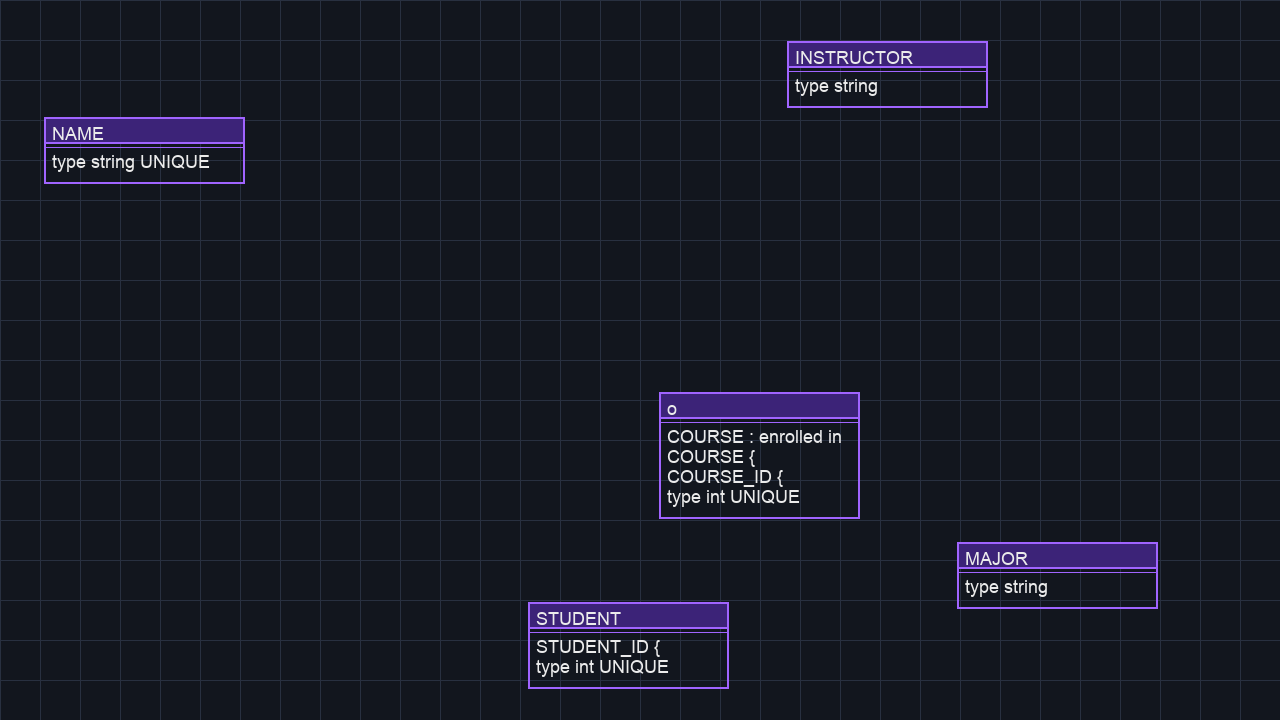 INSTRUCTOR
type string
NAME
type string UNIQUE
o
COURSE : enrolled in
COURSE {
COURSE_ID {
type int UNIQUE
MAJOR
type string
STUDENT
STUDENT_ID {
type int UNIQUE